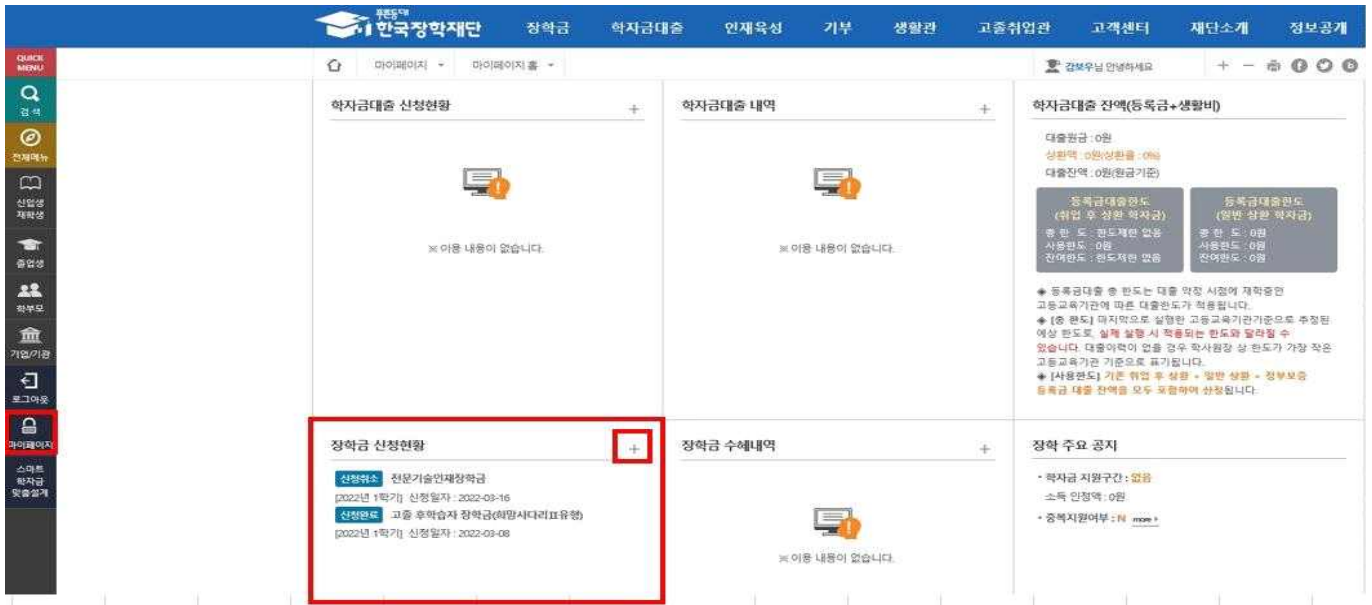 푸른등대
한국장학재단
장학금 학자금대출 인재육성 기부 생활관 고졸취업관 고객센터 재단소개 정보공개
QUICK
MENU
마이페이지 마이페이지 홈
님 안녕하세요
검색
전체메뉴
신입생
재학생
졸업생
학부모
기업/기관
로그아웃
마이페이지
스마트
학자금
맞춤설계
학자금대출 신청현황 +
※ 이용 내용이 없습니다.
학자금대출 내역 +
※ 이용 내용이 없습니다.
학자금대출 잔액(등록금+생활비)
대출원금 : 0원
상환액 : 0원(상환율 : 0%)
대출잔액 : 0원(원금기준)
등록금대출한도
(취업 후 상환 학자금)
총 한 도 : 한도제한 없음
사용한도 : 0원
잔여한도 : 한도제한 없음
등록금대출한도
(일반 상환 학자금)
총 한 도 : 0원
사용한도 : 0원
잔여한도 : 0원
◈ 등록금대출 총 한도는 대출 약정 시점에 재학중인
고등교육기관에 따른 대출한도가 적용됩니다.
◈ [총 한도] 마지막으로 실행한 고등교육기관기준으로 추정된
예상 한도로, 실제 실행 시 적용되는 한도와 달라질 수
있습니다. 대출이력이 없을 경우 학사원장 상 한도가 가장 작은
고등교육기관 기준으로 표기됩니다.
◈ [사용한도] 기존 취업 후 상환 + 일반 상환 + 정부보증
등록금 대출 잔액을 모두 포함하여 산정됩니다.
장학금 신청현황 +
신청취소 전문기술인재장학금
[2022년 1학기] 신청일자 : 2022-03-16
신청완료 고졸 후학습자 장학금(희망사다리Ⅱ유형)
[2022년 1학기] 신청일자 : 2022-03-08
장학금 수혜내역 +
※ 이용 내용이 없습니다.
장학 주요 공지
• 학자금 지원구간 : 없음
소득 인정액 : 0원
• 중복지원여부 : N more ›